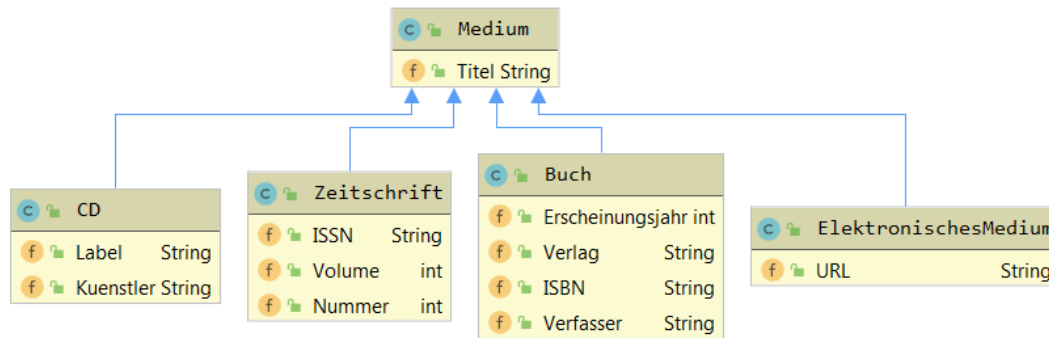 C Medium
f Titel String
C CD
f Label String
f Kuenstler String
C Zeitschrift
f ISSN String
f Volume int
f Nummer int
C Buch
f Erscheinungsjahr int
f Verlag String
f ISBN String
f Verfasser String
C ElektronischesMedium
f URL String